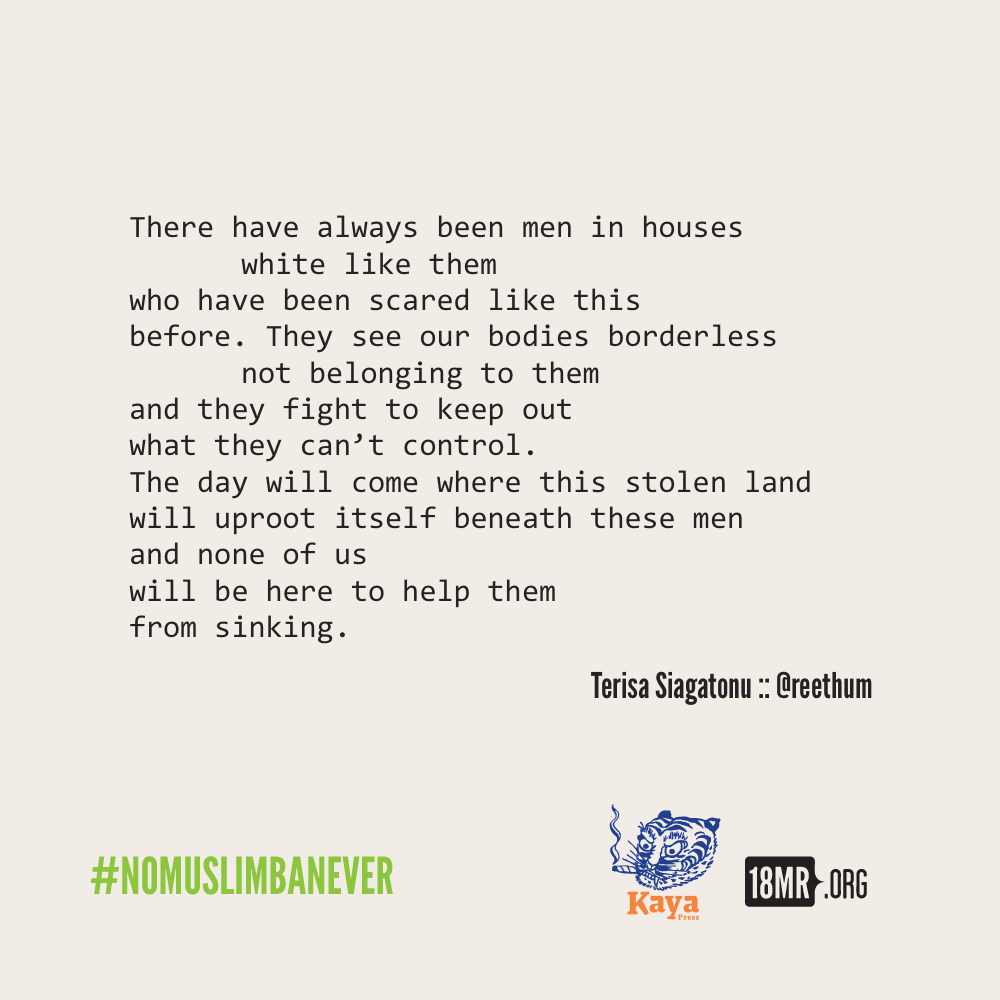 There have always been men in houses
white like them
who have been scared like this
before. They see our bodies borderless
not belonging to them
and they fight to keep out
what they can’t control.
The day will come where this stolen land
will uproot itself beneath these men
and none of us
will be here to help them
from sinking.
Terisa Siagatonu :: @reethum
#NOMUSLIMBANEVER
Kaya
Press
18MR.ORG